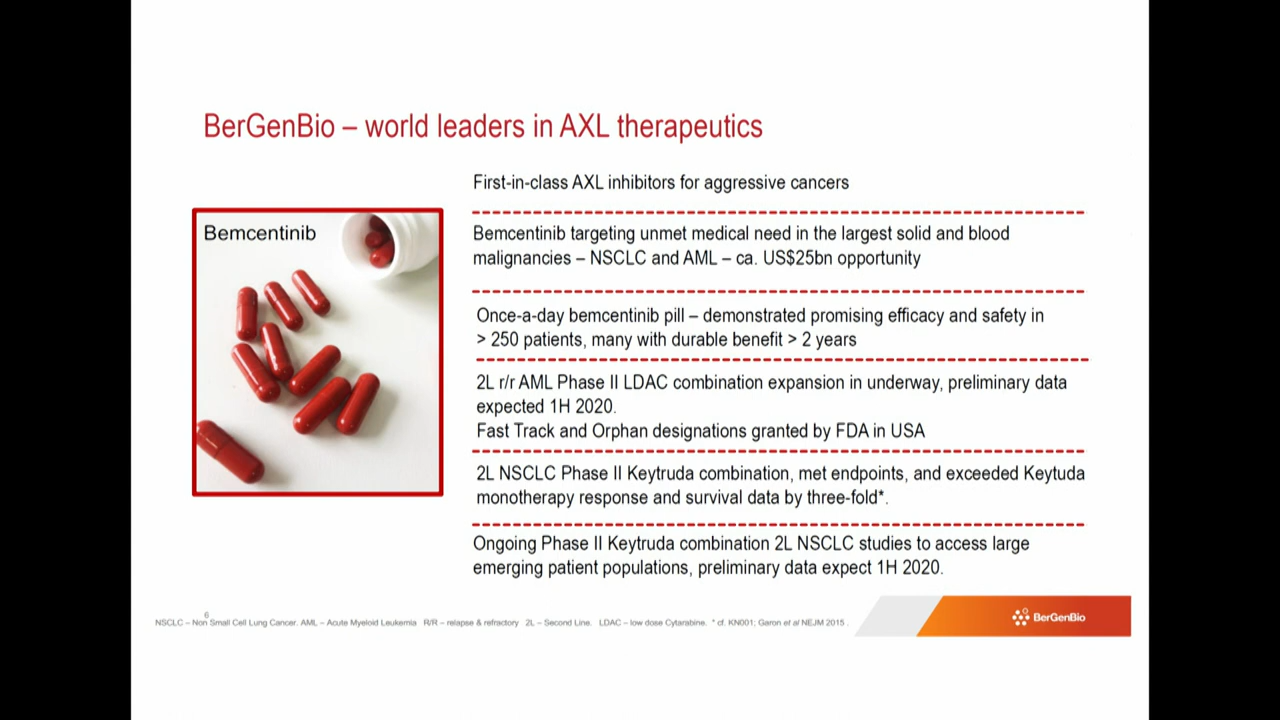 BerGenBio – world leaders in AXL therapeutics
First-in-class AXL inhibitors for aggressive cancers
Bemcentinib
Bemcentinib targeting unmet medical need in the largest solid and blood
malignancies – NSCLC and AML – ca. US$25bn opportunity
Once-a-day bemcentinib pill – demonstrated promising efficacy and safety in
> 250 patients, many with durable benefit > 2 years
2L r/r AML Phase II LDAC combination expansion in underway, preliminary data
expected 1H 2020.
Fast Track and Orphan designations granted by FDA in USA
2L NSCLC Phase II Keytruda combination, met endpoints, and exceeded Keytuda
monotherapy response and survival data by three-fold*.
Ongoing Phase II Keytruda combination 2L NSCLC studies to access large
emerging patient populations, preliminary data expect 1H 2020.
6
NSCLC – Non Small Cell Lung Cancer. AML – Acute Myeloid Leukemia R/R – relapse & refractory 2L – Second Line. LDAC – low dose Cytarabine. * cf. KN001; Garon et al NEJM 2015 .
BerGenBio